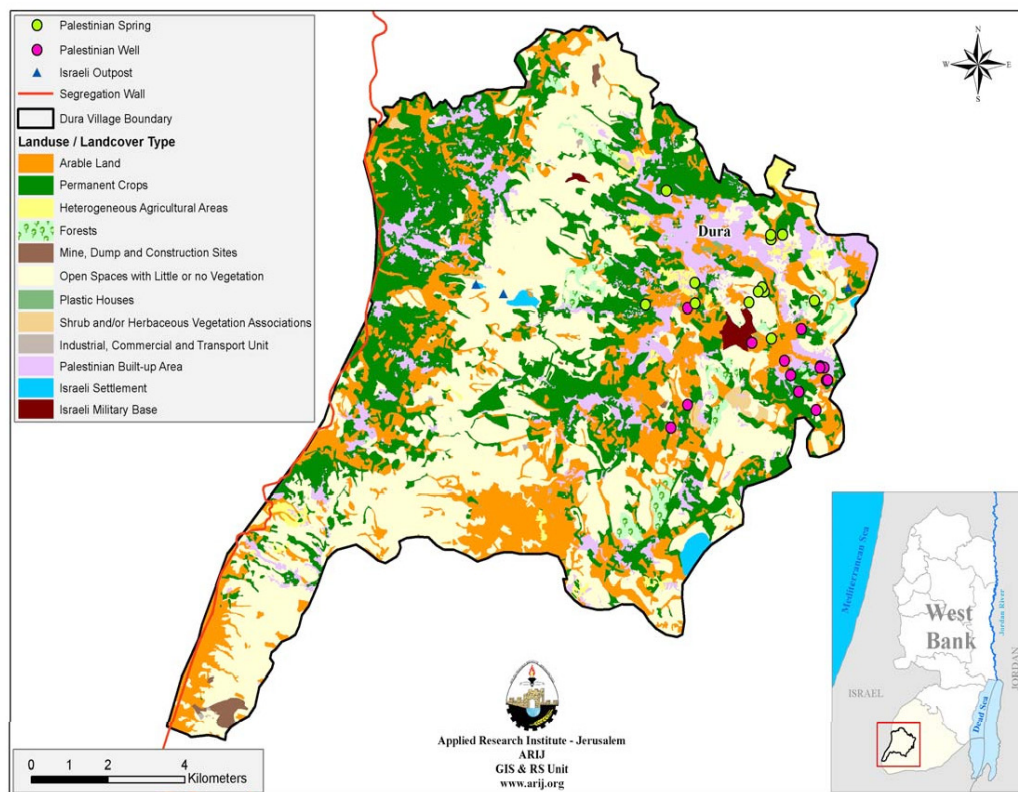 Palestinian Spring
Palestinian Well
Israeli Outpost
Segregation Wall
Dura Village Boundary
Landuse / Landcover Type
Arable Land
Permanent Crops
Heterogeneous Agricultural Areas
Forests
Mine, Dump and Construction Sites
Open Spaces with Little or no Vegetation
Plastic Houses
Shrub and/or Herbaceous Vegetation Associations
Industrial, Commercial and Transport Unit
Palestinian Built-up Area
Israeli Settlement
Israeli Military Base
N
W
E
S
Dura
Mediterranean Sea
West
Bank
Jordan River
ISRAEL
JORDAN
Dead Sea
Applied Research Institute - Jerusalem
ARIJ
GIS & RS Unit
www.arij.org
0 1 2 4
Kilometers